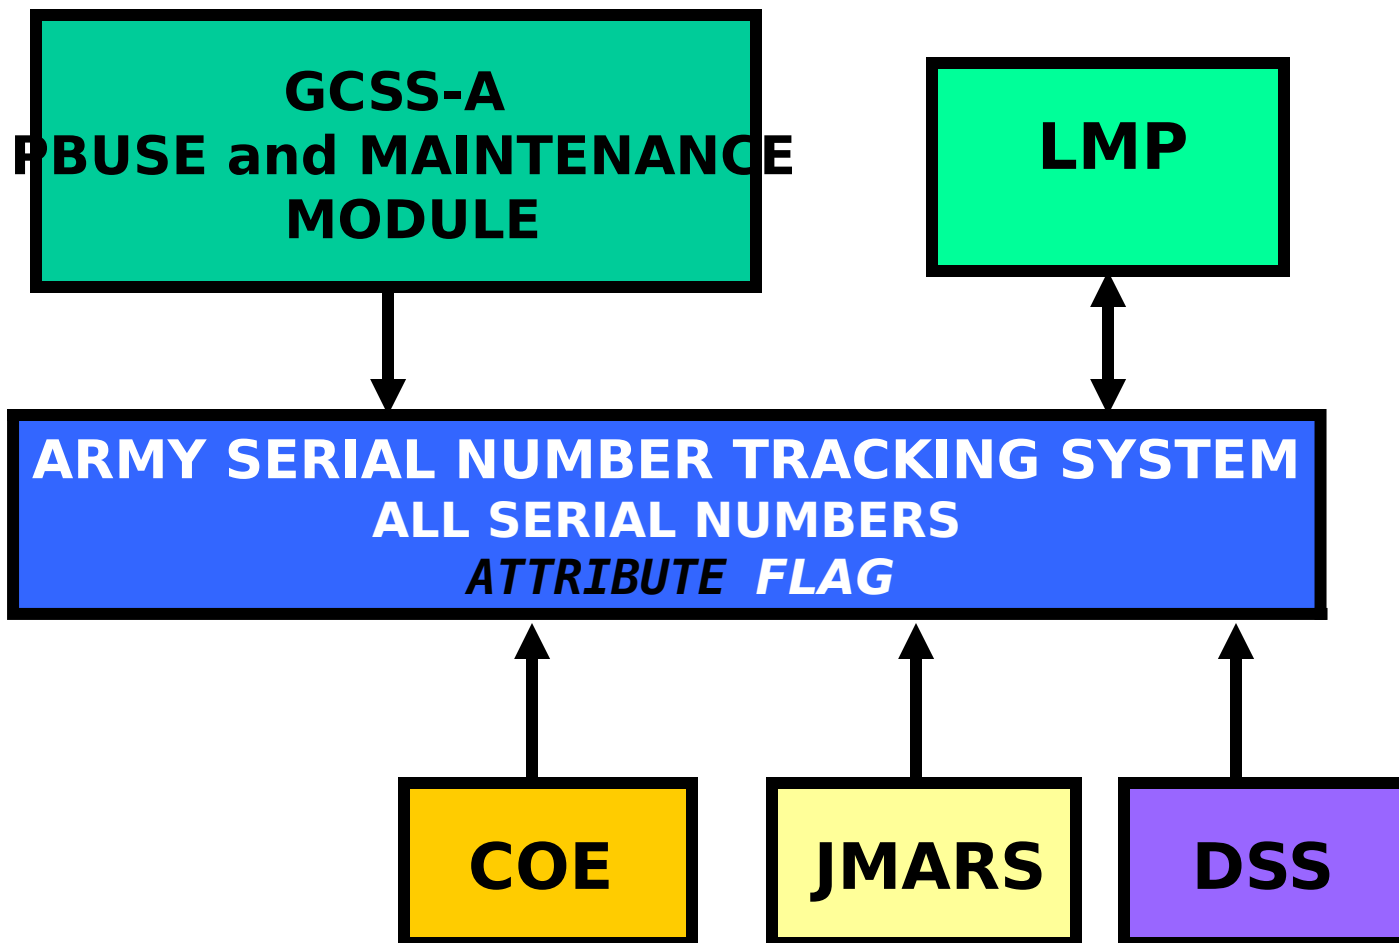 GCSS-A
PBUSE and MAINTENANCE
MODULE
LMP
ARMY SERIAL NUMBER TRACKING SYSTEM
ALL SERIAL NUMBERS
ATTRIBUTE FLAG
COE
JMARS
DSS